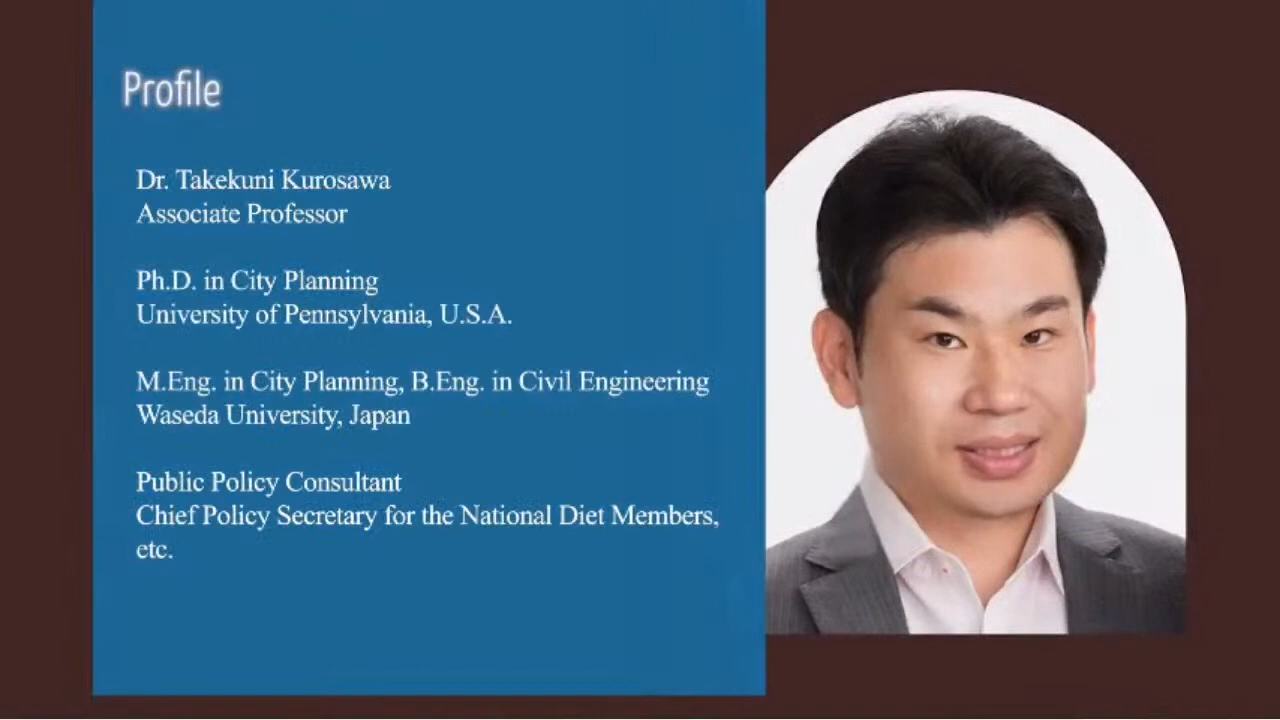 Profile
Dr. Takekuni Kurosawa
Associate Professor
Ph.D. in City Planning
University of Pennsylvania, U.S.A.
M.Eng. in City Planning, B.Eng. in Civil Engineering
Waseda University, Japan
Public Policy Consultant
Chief Policy Secretary for the National Diet Members,
etc.